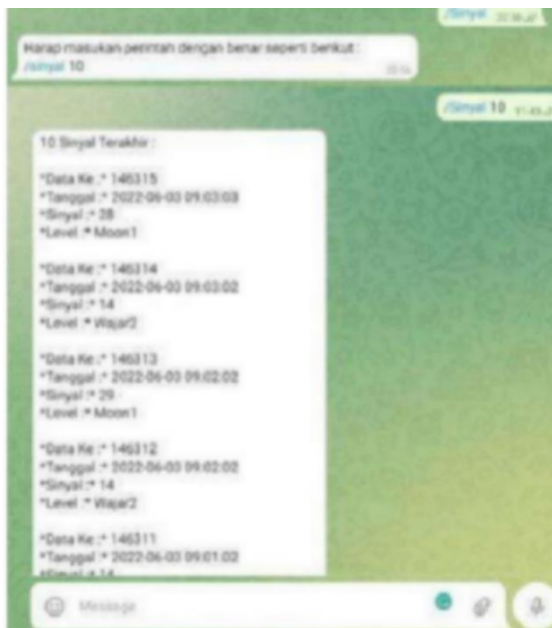 /Sinyal
Harap masukan perintah dengan benar seperti berikut :
/sinyal 10
/Sinyal 10
10 Sinyal Terakhir :
*Data Ke :* 146315
*Tanggal :* 2022-06-03 09:03:03
*Sinyal :* 28
*Level :* Moon1
*Data Ke :* 146314
*Tanggal :* 2022-06-03 09:03:02
*Sinyal :* 14
*Level :* Wajar2
*Data Ke :* 146313
*Tanggal :* 2022-06-03 09:02:02
*Sinyal :* 29
*Level :* Moon1
*Data Ke :* 146312
*Tanggal :* 2022-06-03 09:02:02
*Sinyal :* 14
*Level :* Wajar2
*Data Ke :* 146311
*Tanggal :* 2022-06-03 09:01:02
*Sinyal :* 14
Message